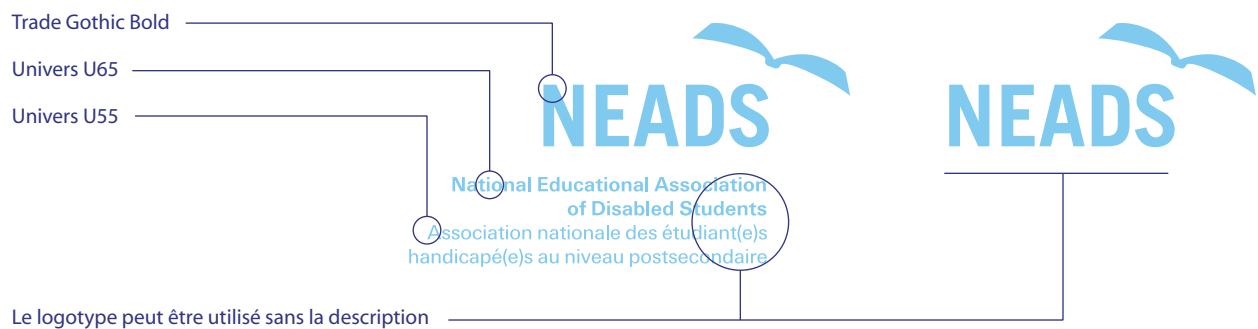 Trade Gothic Bold
Univers U65
Univers U55
NEADS
National Educational Association
of Disabled Students
Association nationale des étudiant(e)s
handicapé(e)s au niveau postsecondaire
NEADS
Le logotype peut être utilisé sans la description